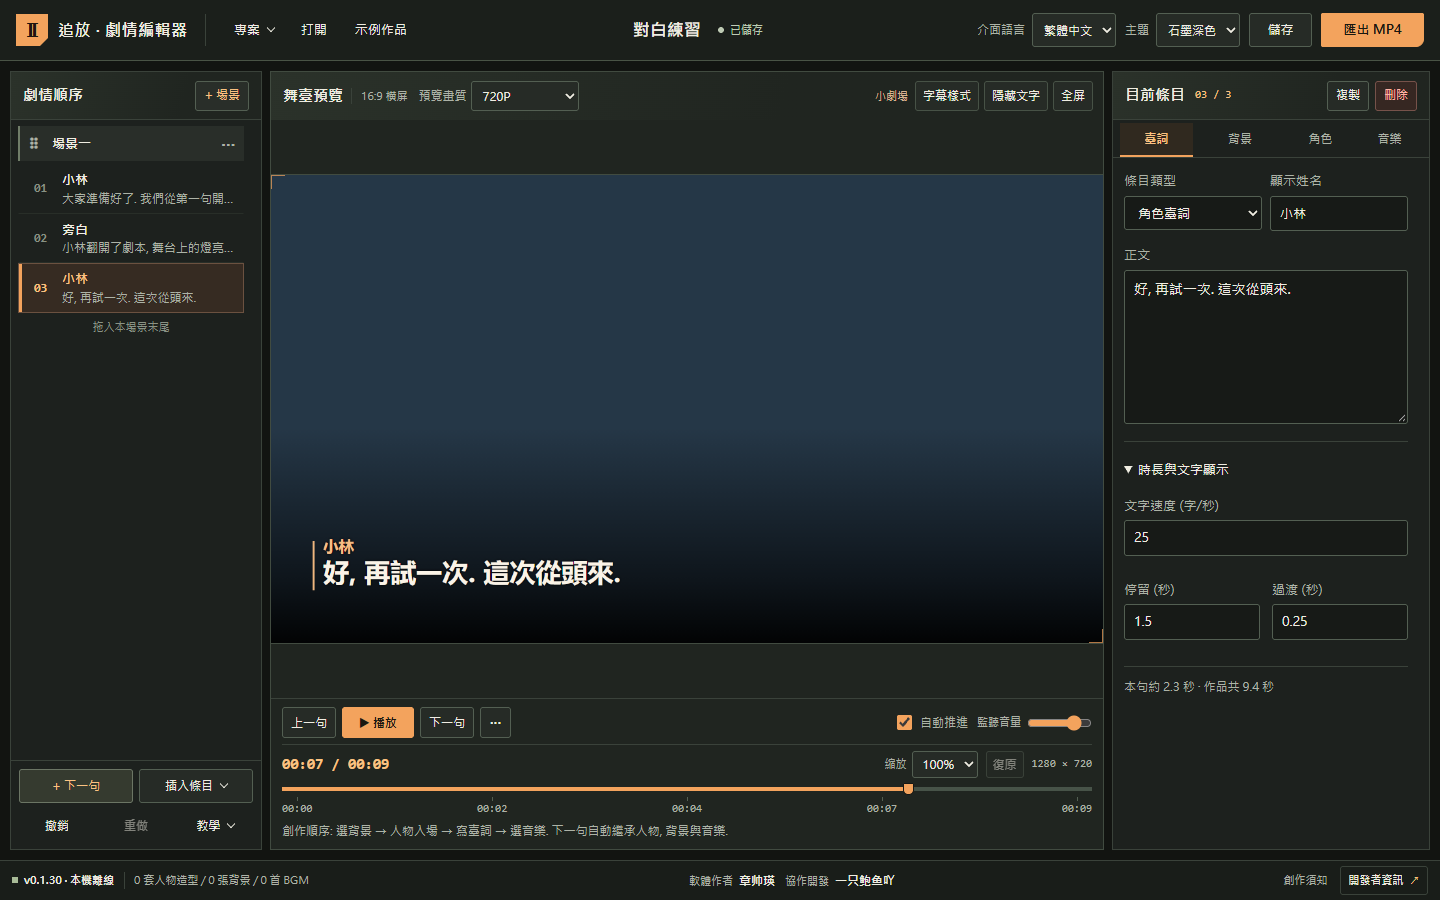 追放 · 劇情編輯器
專案
打開
示例作品
對白練習
已儲存
介面語言
繁體中文
主題
石墨深色
儲存
匯出 MP4
劇情順序
+ 場景
場景一
01
小林
大家準備好了. 我們從第一句開...
02
旁白
小林翻開了劇本, 舞台上的燈亮...
03
小林
好, 再試一次. 這次從頭來.
拖入本場景末尾
+ 下一句
插入條目
撤銷
重做
教學
舞臺預覽
16:9 橫屏
預覽畫質
720P
小劇場
字幕樣式
隱藏文字
全屏
小林
好, 再試一次. 這次從頭來.
上一句
▶ 播放
下一句
···
自動推進
監聽音量
00:07 / 00:09
縮放
100%
復原
1280 × 720
00:00
00:02
00:04
00:07
00:09
創作順序: 選背景 → 人物入場 → 寫臺詞 → 選音樂. 下一句自動繼承人物, 背景與音樂.
目前條目
03 / 3
複製
刪除
臺詞
背景
角色
音樂
條目類型
顯示姓名
角色臺詞
小林
正文
好, 再試一次. 這次從頭來.
▼ 時長與文字顯示
文字速度 (字/秒)
25
停留 (秒)
過渡 (秒)
1.5
0.25
本句約 2.3 秒 · 作品共 9.4 秒
v0.1.30 · 本機離線
0 套人物造型 / 0 張背景 / 0 首 BGM
軟體作者 章帅瑛
協作開發 一只鲍鱼吖
創作須知
開發者資訊 ↗